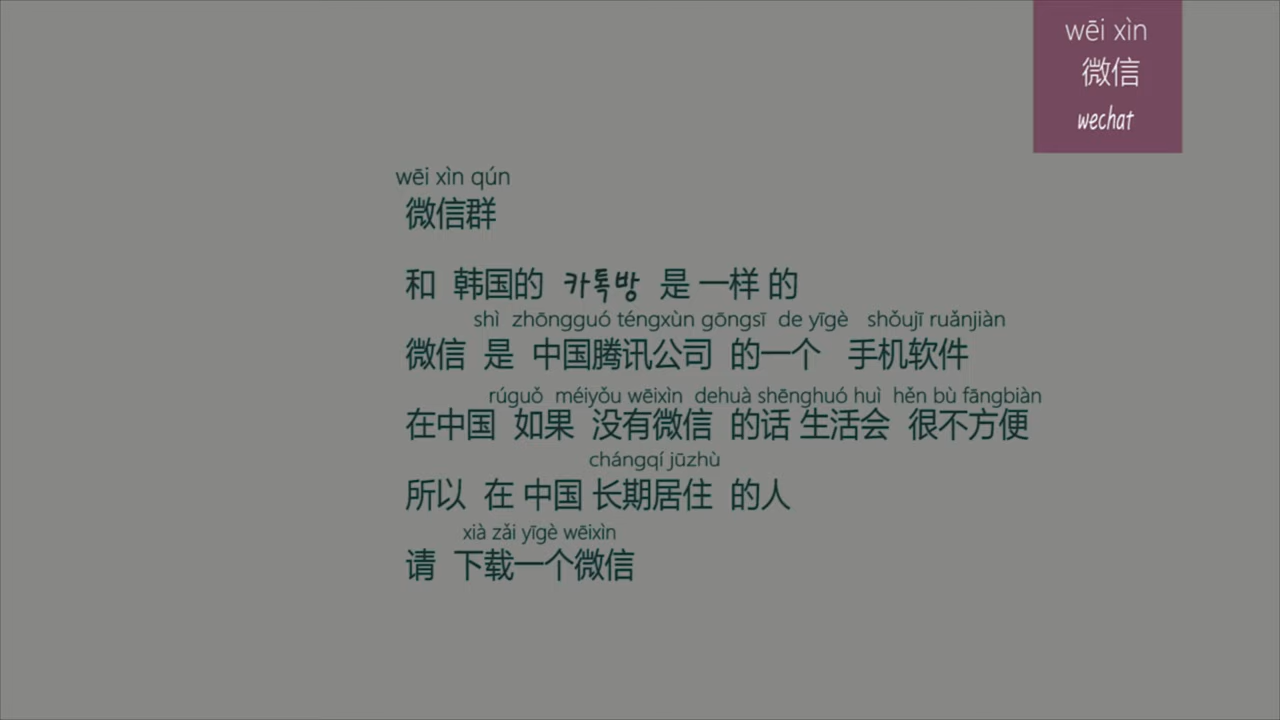 wēi xìn
微信
wechat
wēi xìn qún
微信群
和 韩国的 카톡방 是 一样 的
shì zhōngguó téngxùn gōngsī de yīgè shǒujī ruǎnjiàn
微信 是 中国腾讯公司 的一个 手机软件
rúguǒ méiyǒu wēixìn dehuà shēnghuó huì hěn bù fāngbiàn
在中国 如果 没有微信 的话 生活会 很不方便
chángqí jūzhù
所以 在 中国 长期居住 的人
xià zǎi yīgè wēixìn
请 下载一个微信